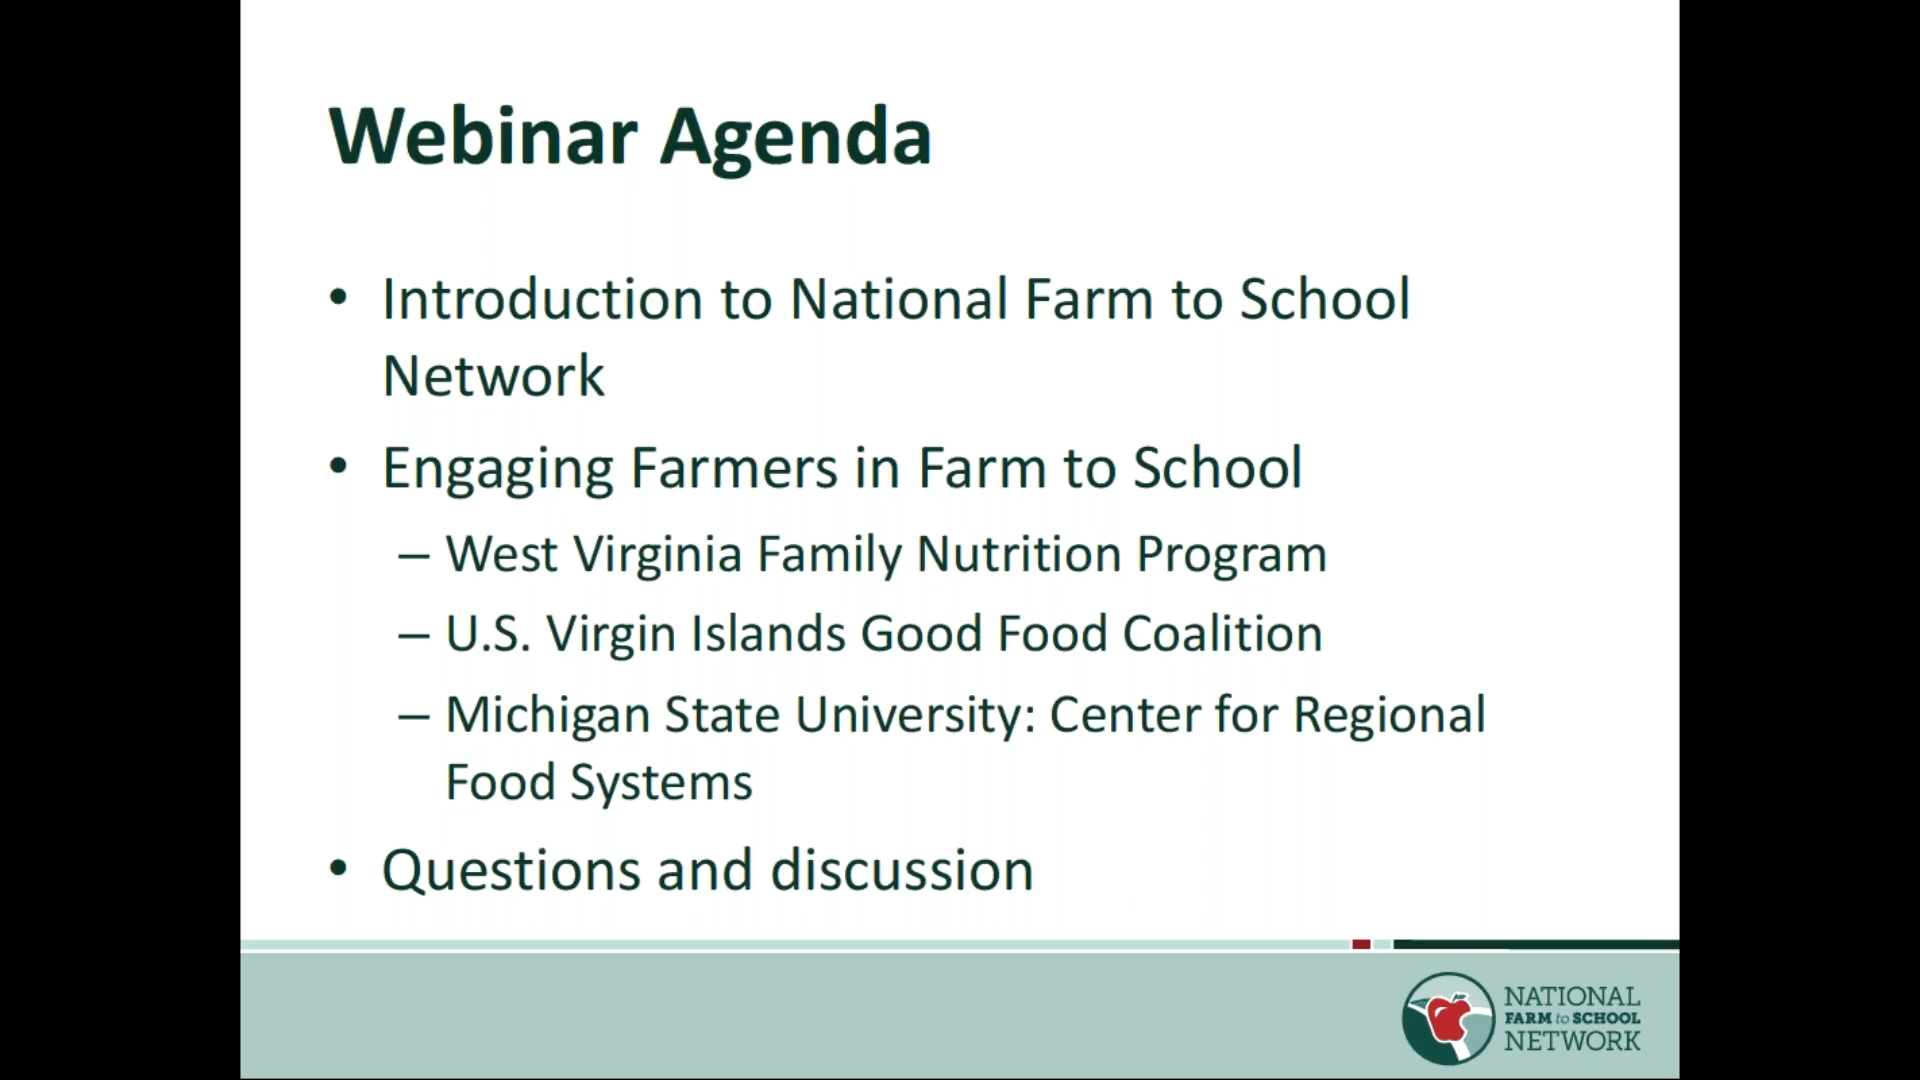 Webinar Agenda
• Introduction to National Farm to School
Network
• Engaging Farmers in Farm to School
– West Virginia Family Nutrition Program
– U.S. Virgin Islands Good Food Coalition
– Michigan State University: Center for Regional
Food Systems
• Questions and discussion
NATIONAL
FARM to SCHOOL
NETWORK